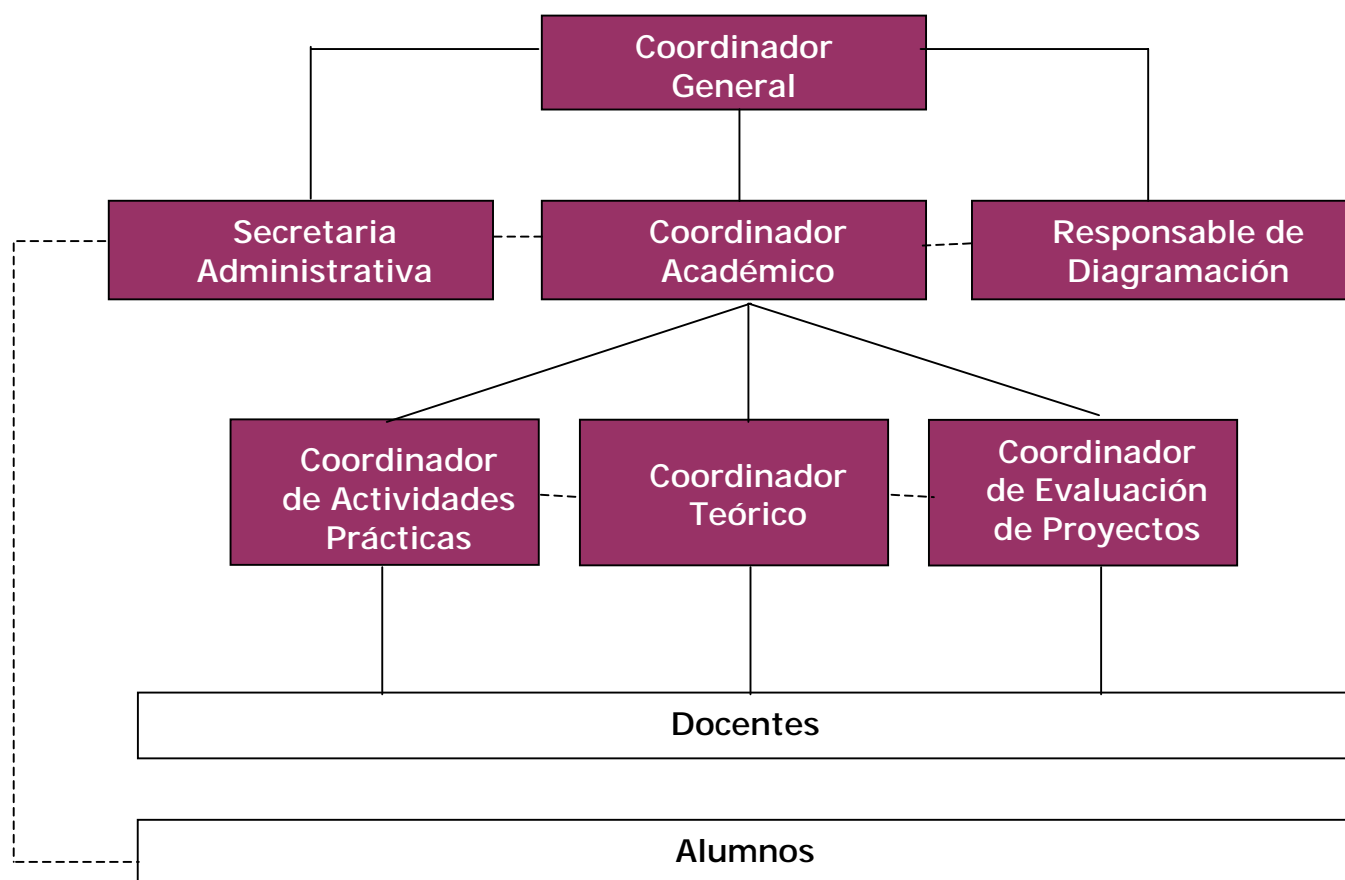 Coordinador
General
Secretaria
Administrativa
Coordinador
Académico
Responsable de
Diagramación
Coordinador
de Actividades
Prácticas
Coordinador
Teórico
Coordinador
de Evaluación
de Proyectos
Docentes
Alumnos